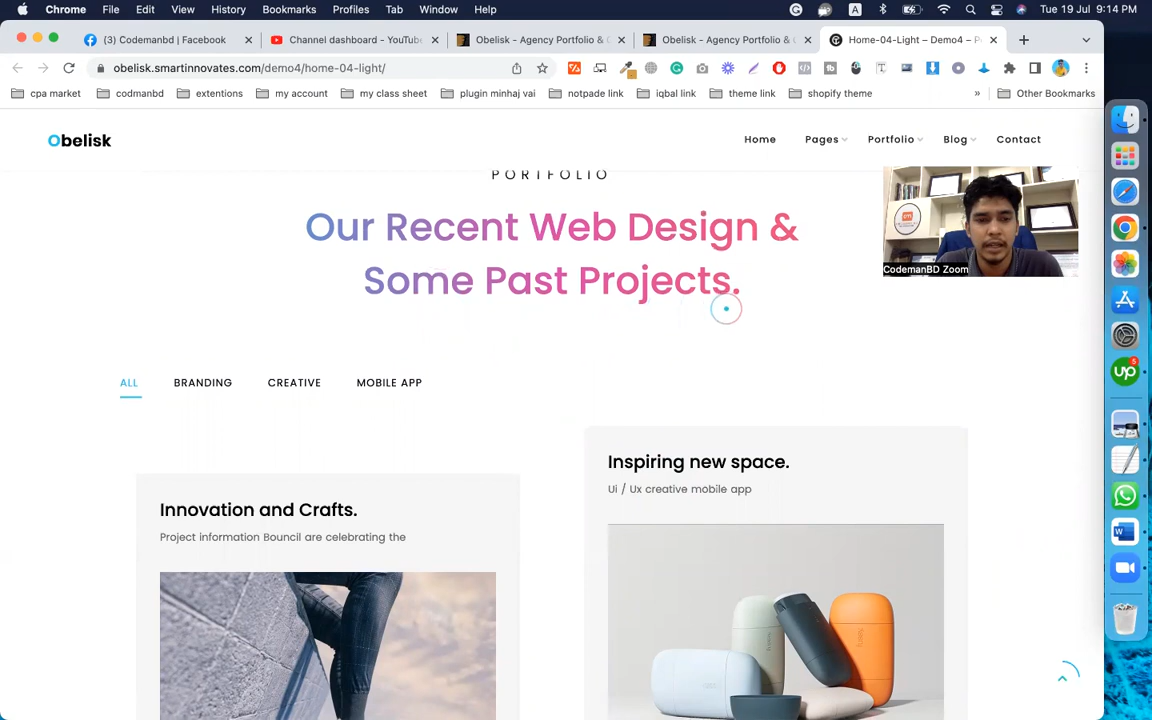 Chrome File Edit View History Bookmarks Profiles Tab Window Help A Tue 19 Jul 9:14 PM
(1) Codemanbd | Facebook Channel dashboard - YouTube Obelisk - Agency Portfolio & Obelisk - Agency Portfolio & Home-04-Light – Demo4 – P
obelisk.smartinnovates.com/demo4/home-04-light/
cpa market codmanbd extentions my account my class sheet plugin minhaj vai notpade link iqbal link theme link shopify theme » Other Bookmarks
Obelisk
Home Pages Portfolio Blog Contact
PORTFOLIO
Our Recent Web Design &
Some Past Projects.
CodemanBD Zoom
ALL BRANDING CREATIVE MOBILE APP
Inspiring new space.
Ui / Ux creative mobile app
Innovation and Crafts.
Project information Bouncil are celebrating the
up
5
W